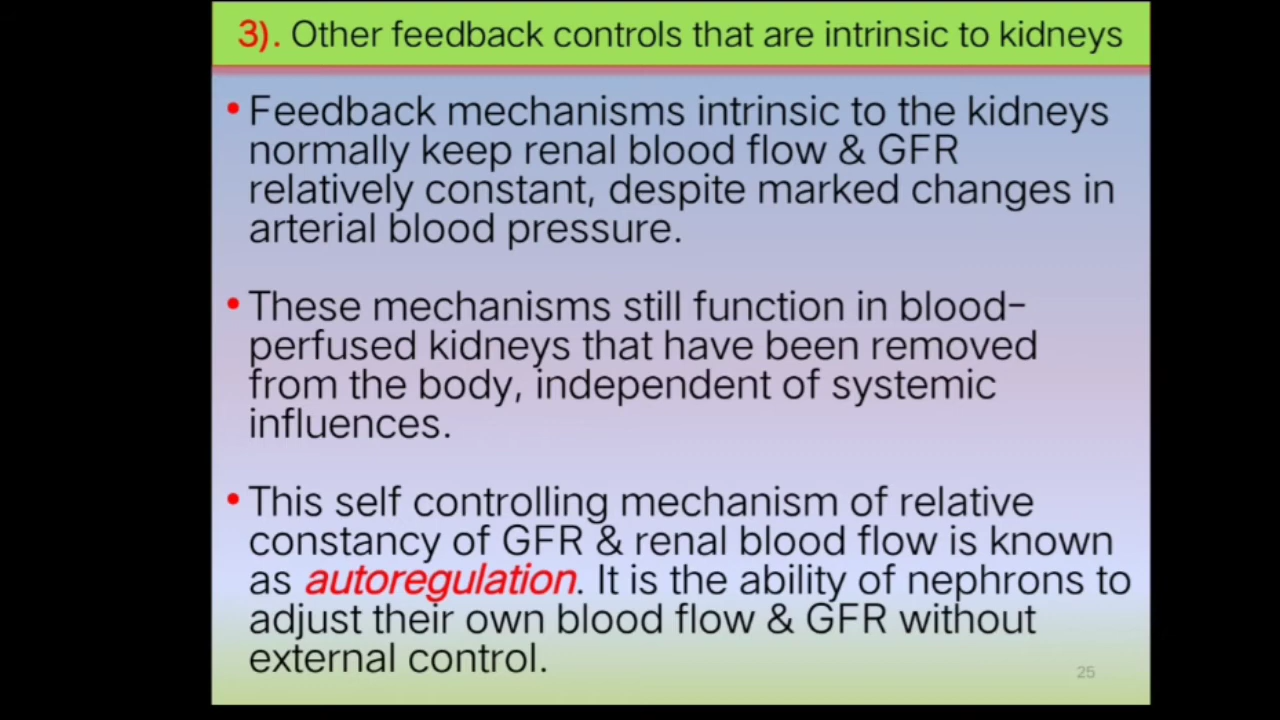 3). Other feedback controls that are intrinsic to kidneys
• Feedback mechanisms intrinsic to the kidneys
normally keep renal blood flow & GFR
relatively constant, despite marked changes in
arterial blood pressure.
• These mechanisms still function in blood-
perfused kidneys that have been removed
from the body, independent of systemic
influences.
• This self controlling mechanism of relative
constancy of GFR & renal blood flow is known
as autoregulation. It is the ability of nephrons to
adjust their own blood flow & GFR without
external control.
25